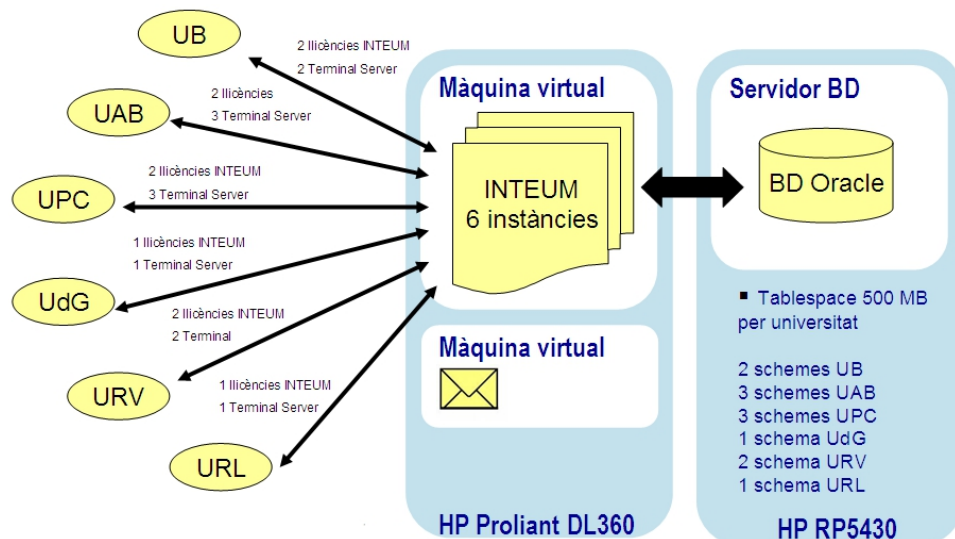 UB
2 llicències INTEUM
2 Terminal Server
UAB
2 llicències
3 Terminal Server
UPC
2 llicències INTEUM
3 Terminal Server
UdG
1 llicències INTEUM
1 Terminal Server
URV
2 llicències INTEUM
2 Terminal
URL
1 llicències INTEUM
1 Terminal Server
Màquina virtual
INTEUM
6 instàncies
Màquina virtual
HP Proliant DL360
Servidor BD
BD Oracle
▪ Tablespace 500 MB
per universitat
2 schemes UB
3 schemes UAB
3 schemes UPC
1 schema UdG
2 schema URV
1 schema URL
HP RP5430